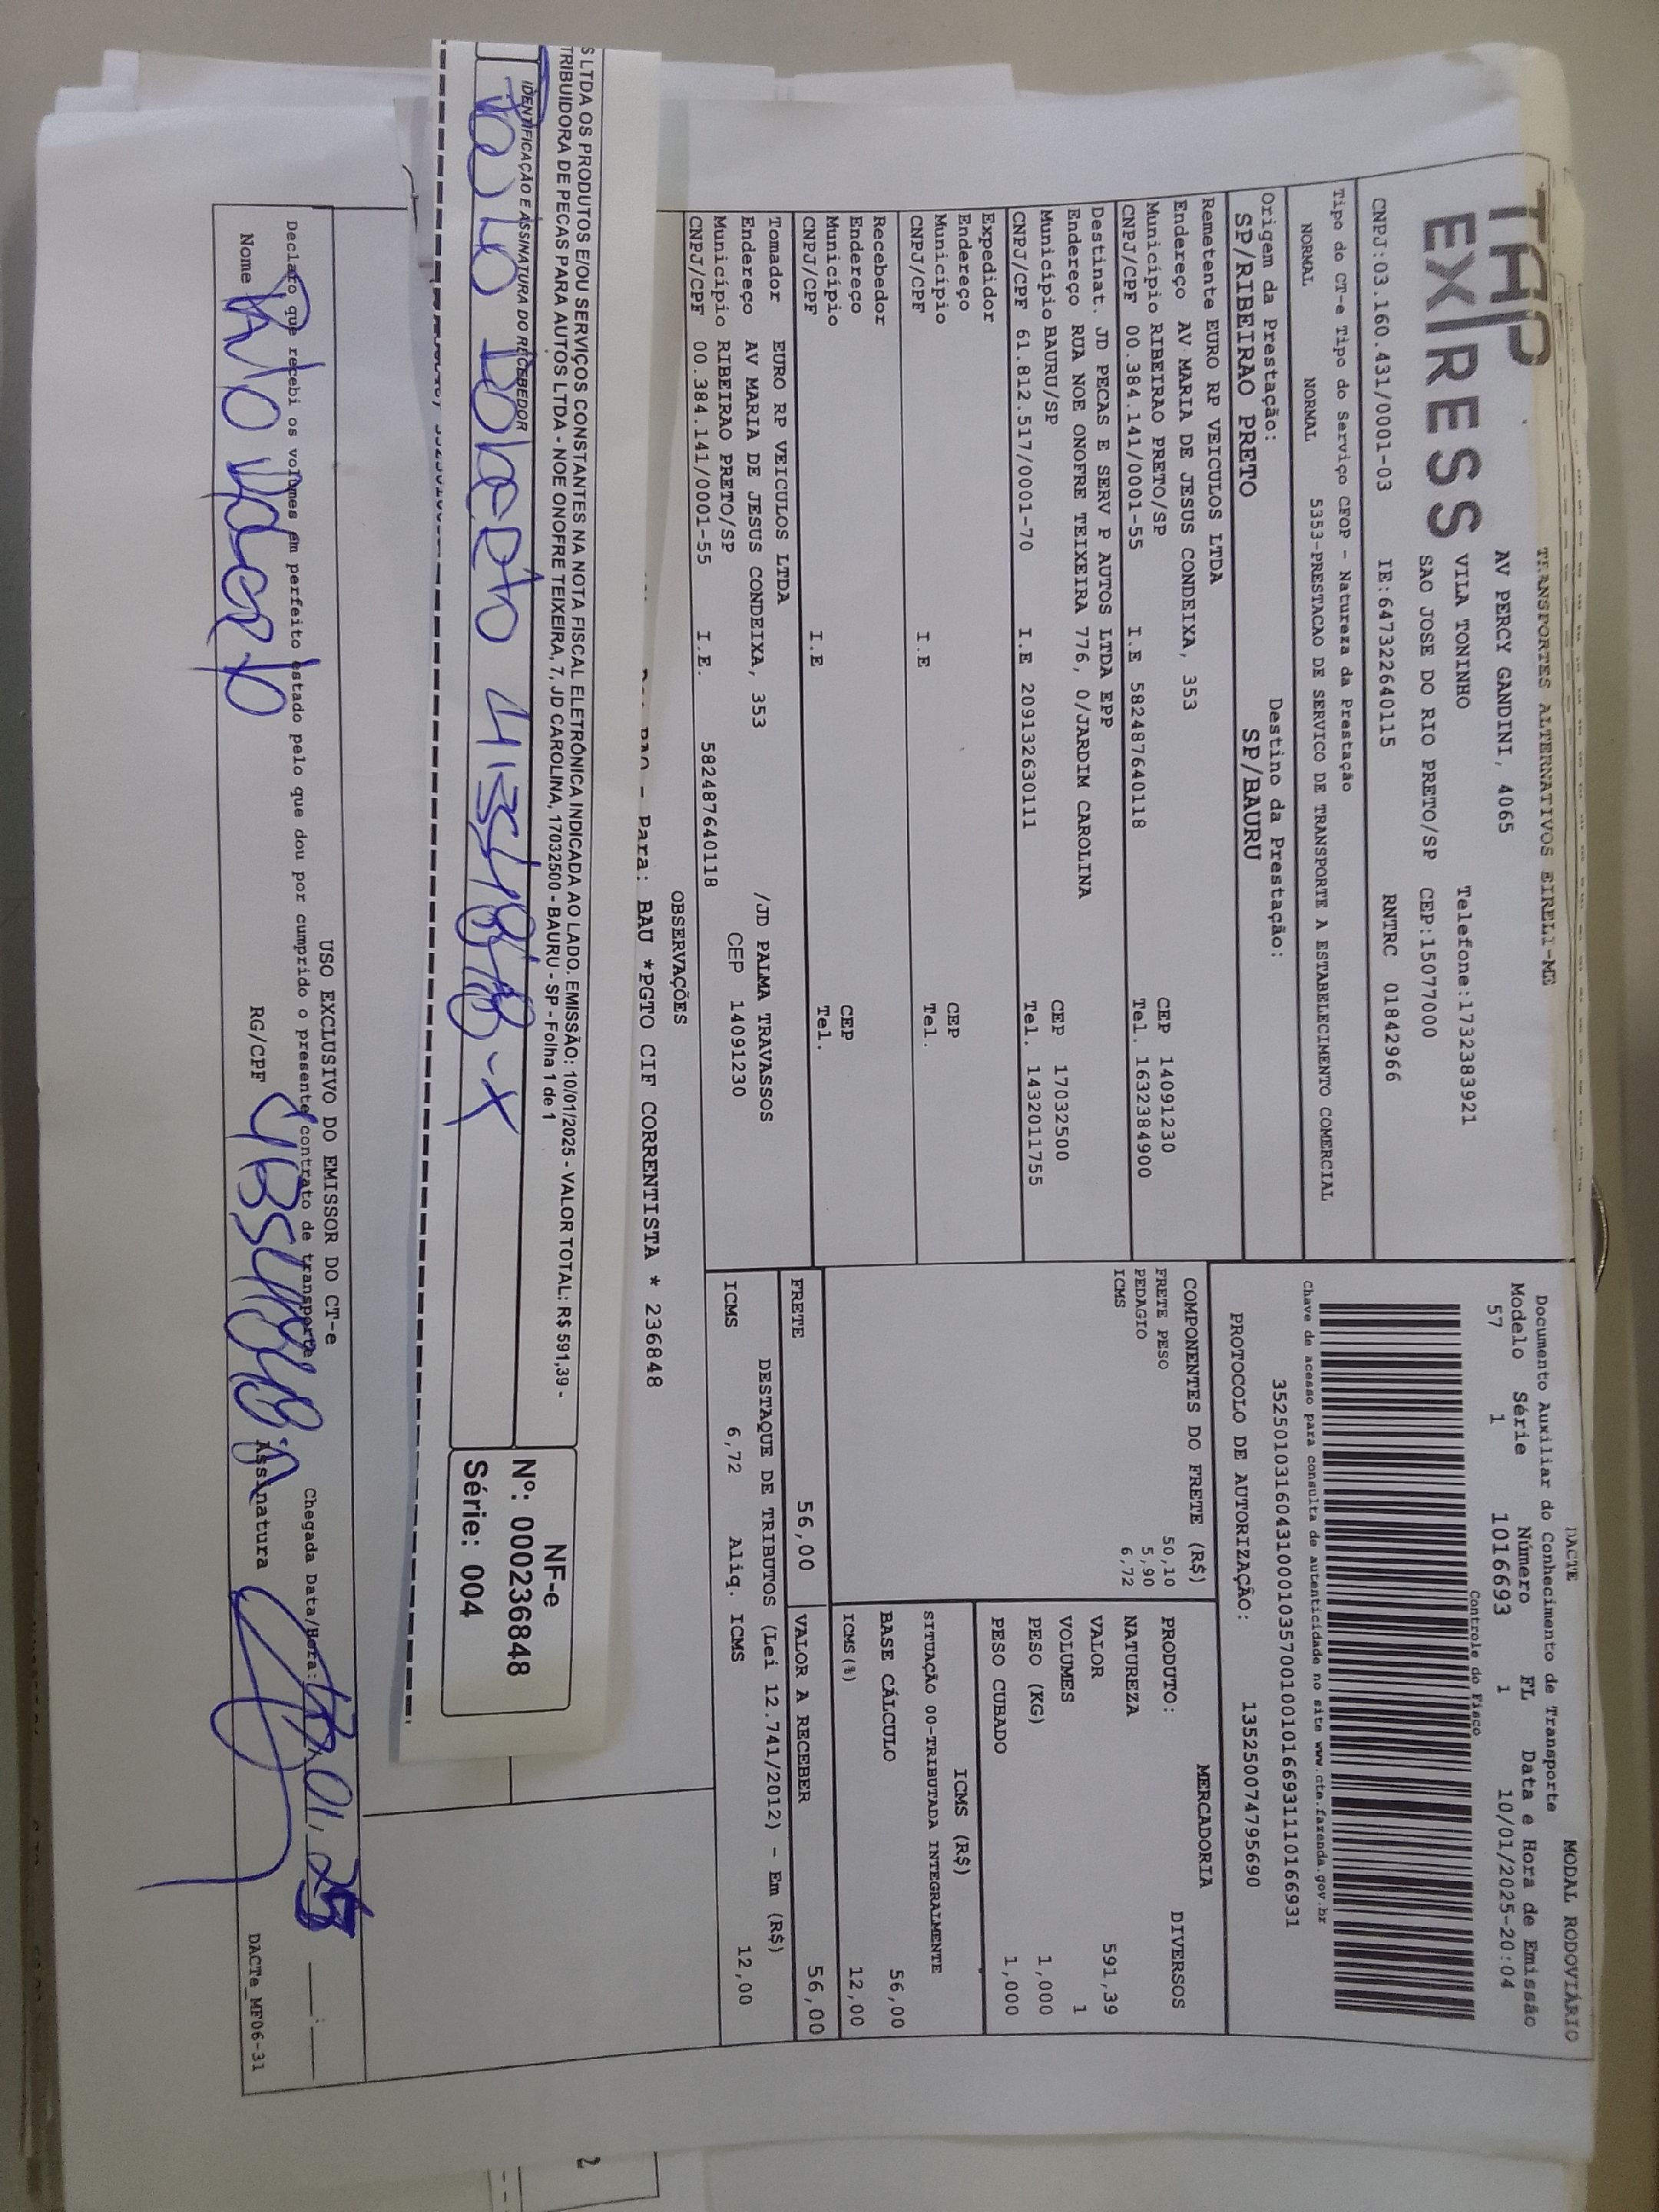 TAP
EXPRESS
TRANSPORTES ALTERNATIVOS EIRELI-ME
AV PERCY GANDINI, 4065
VILA TONINHO Telefone:1732383921
SAO JOSE DO RIO PRETO/SP CEP:15077000
CNPJ:03.160.431/0001-03 IE:647322640115 RNTRC 01842966
DACTE MODAL RODOVIÁRIO
Documento Auxiliar do Conhecimento de Transporte
Modelo Série Número FL Data e Hora de Emissão
57 1 1016693 1 10/01/2025-20:04
Controle do Fisco
Chave de acesso para consulta de autenticidade no site www.cte.fazenda.gov.br
35250103160431000103570010010166931110166931
PROTOCOLO DE AUTORIZAÇÃO: 135250074795690
Tipo do CT-e Tipo do Serviço CFOP - Natureza da Prestação
NORMAL NORMAL 5353-PRESTACAO DE SERVICO DE TRANSPORTE A ESTABELECIMENTO COMERCIAL
Origem da Prestação: Destino da Prestação:
SP/RIBEIRAO PRETO SP/BAURU
Remetente EURO RP VEICULOS LTDA
Endereço AV MARIA DE JESUS CONDEIXA, 353
Município RIBEIRAO PRETO/SP CEP 14091230
CNPJ/CPF 00.384.141/0001-55 I.E 582487640118 Tel. 1632384900
Destinat. JD PECAS E SERV P AUTOS LTDA EPP
Endereço RUA NOE ONOFRE TEIXEIRA 776, 0/JARDIM CAROLINA
Município BAURU/SP CEP 17032500
CNPJ/CPF 61.812.517/0001-70 I.E 209132630111 Tel. 1432011755
Expedidor
Endereço
Município CEP
CNPJ/CPF I.E Tel.
Recebedor
Endereço
Município CEP
CNPJ/CPF I.E Tel.
Tomador EURO RP VEICULOS LTDA
Endereço AV MARIA DE JESUS CONDEIXA, 353 /JD PALMA TRAVASSOS
Município RIBEIRAO PRETO/SP CEP 14091230
CNPJ/CPF 00.384.141/0001-55 I.E. 582487640118
COMPONENTES DO FRETE (R$)
FRETE PESO 50,10
PEDAGIO 5,90
ICMS 6,72
MERCADORIA
PRODUTO:
NATUREZA DIVERSOS
VALOR 591,39
VOLUMES 1
PESO (KG) 1,000
PESO CUBADO 1,000
ICMS (R$)
SITUAÇÃO 00-TRIBUTADA INTEGRALMENTE
BASE CÁLCULO 56,00
ICMS(%) 12,00
FRETE 56,00 VALOR A RECEBER 56,00
DESTAQUE DE TRIBUTOS (Lei 12.741/2012) - Em (R$)
ICMS 6,72 Aliq. ICMS 12,00
OBSERVAÇÕES
- Para: BAU *PGTO CIF CORRENTISTA * 236848
S LTDA OS PRODUTOS E/OU SERVIÇOS CONSTANTES NA NOTA FISCAL ELETRÔNICA INDICADA AO LADO. EMISSÃO: 10/01/2025 - VALOR TOTAL: R$ 591,39 -
TRIBUIDORA DE PECAS PARA AUTOS LTDA - NOE ONOFRE TEIXEIRA, 7, JD CAROLINA, 17032500 - BAURU - SP - Folha 1 de 1
IDENTIFICAÇÃO E ASSINATURA DO RECEBEDOR
NF-e
Nº: 000236848
Série: 004
USO EXCLUSIVO DO EMISSOR DO CT-e
Declaro que recebi os volumes em perfeito estado pelo que dou por cumprido o presente contrato de transporte Chegada Data/Hora: 01, 25
Nome RG/CPF Assinatura
DACTe_MF06-31
2